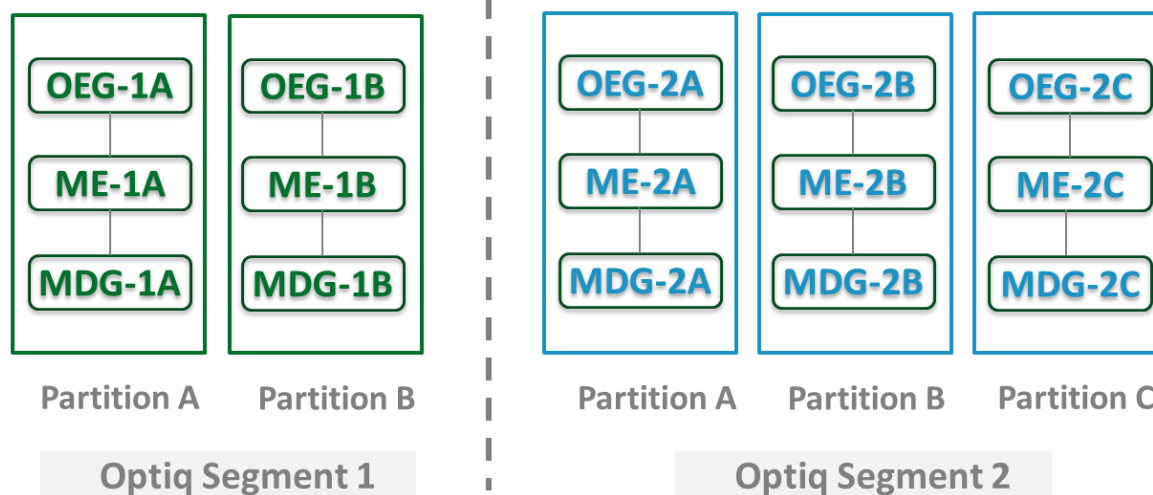 OEG-1A
ME-1A
MDG-1A
Partition A
OEG-1B
ME-1B
MDG-1B
Partition B
Optiq Segment 1
OEG-2A
ME-2A
MDG-2A
Partition A
OEG-2B
ME-2B
MDG-2B
Partition B
OEG-2C
ME-2C
MDG-2C
Partition C
Optiq Segment 2